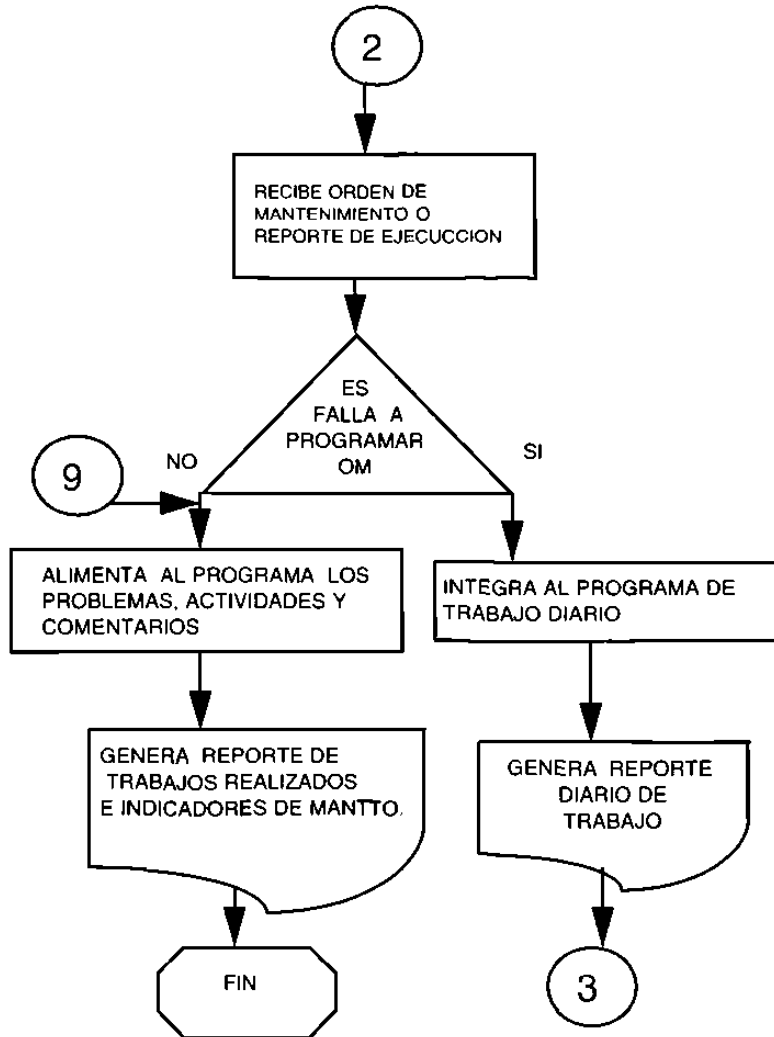 2
RECIBE ORDEN DE
MANTENIMIENTO O
REPORTE DE EJECUCCION
ES
FALLA A
PROGRAMAR
OM
NO
SI
9
ALIMENTA AL PROGRAMA LOS
PROBLEMAS, ACTIVIDADES Y
COMENTARIOS
INTEGRA AL PROGRAMA DE
TRABAJO DIARIO
GENERA REPORTE DE
TRABAJOS REALIZADOS
E INDICADORES DE MANTTO.
GENERA REPORTE
DIARIO DE
TRABAJO
FIN
3